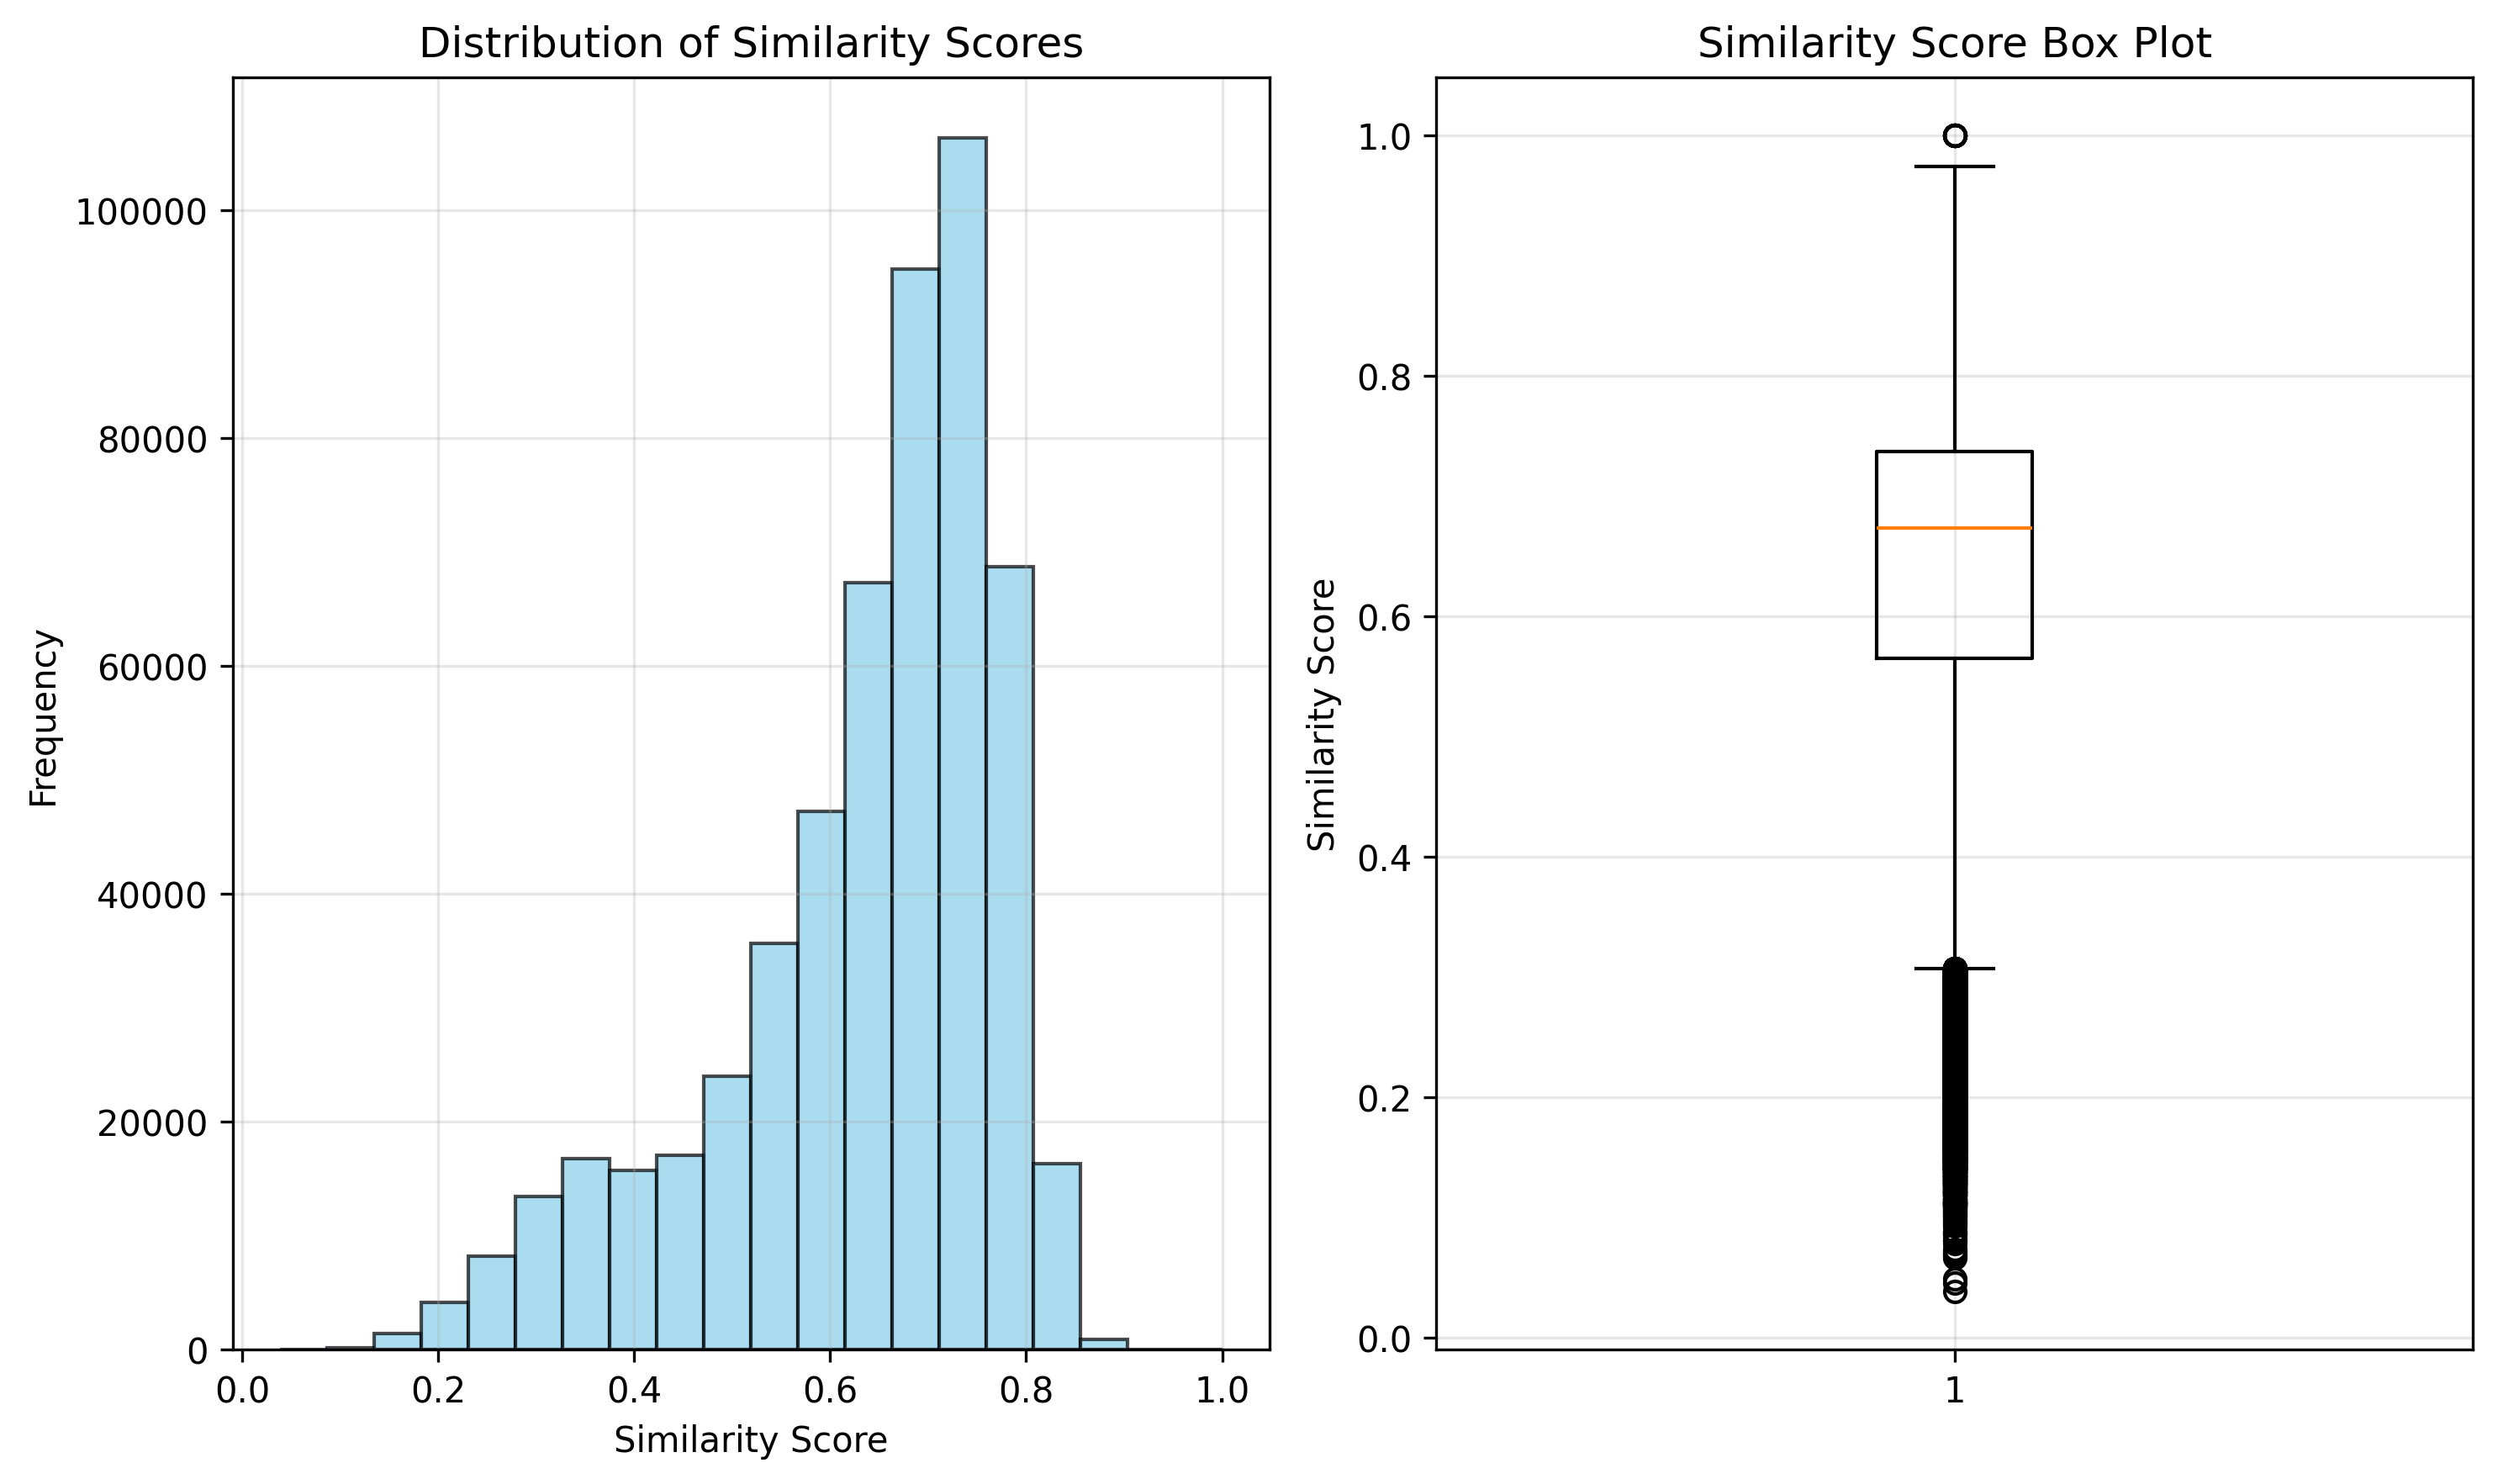 Distribution of Similarity Scores
Frequency
100000
80000
60000
40000
20000
0
0.0 0.2 0.4 0.6 0.8 1.0
Similarity Score
Similarity Score Box Plot
Similarity Score
1.0
0.8
0.6
0.4
0.2
0.0
1